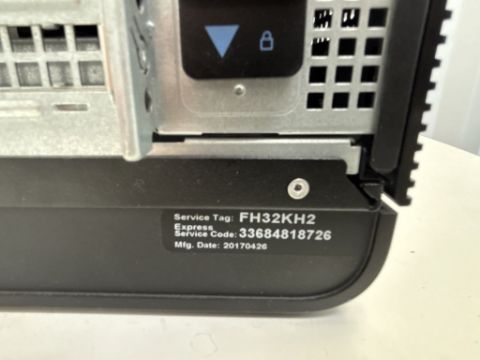 Service Tag: FH32KH2
Express
Service Code: 33684818726
Mfg. Date: 20170426